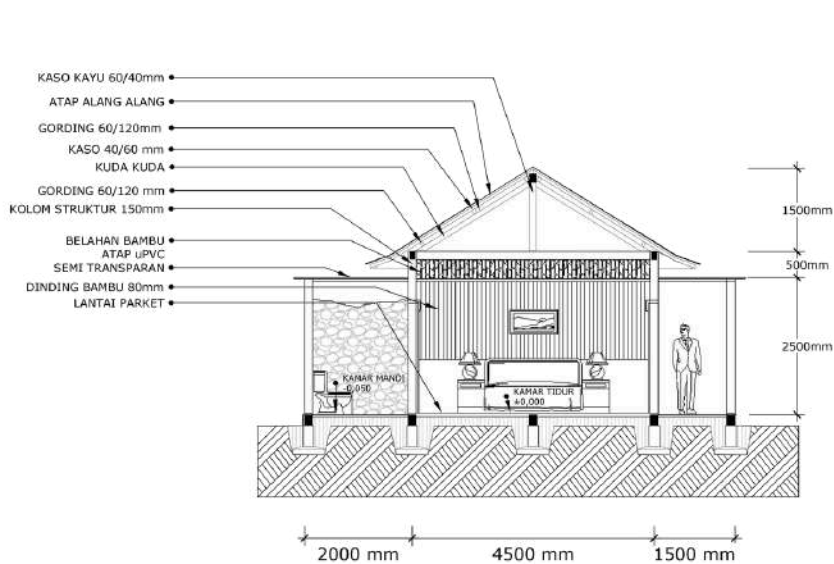 KASO KAYU 60/40mm
ATAP ALANG ALANG
GORDING 60/120mm
KASO 40/60 mm
KUDA KUDA
GORDING 60/120 mm
KOLOM STRUKTUR 150mm
BELAHAN BAMBU
ATAP uPVC
SEMI TRANSPARAN
DINDING BAMBU 80mm
LANTAI PARKET
1500mm
500mm
2500mm
KAMAR MANDI
-0,050
KAMAR TIDUR
±0,000
2000 mm
4500 mm
1500 mm